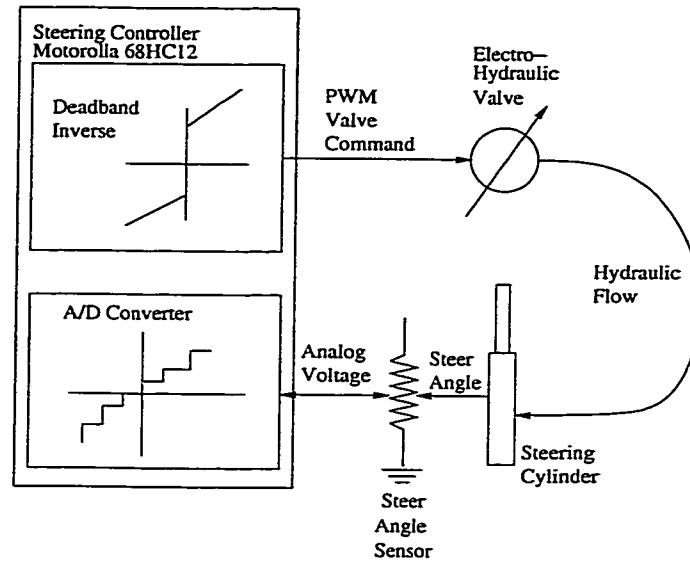 Steering Controller
Motorolla 68HC12
Deadband
Inverse
PWM
Valve
Command
Electro-
Hydraulic
Valve
Hydraulic
Flow
A/D Converter
Analog
Voltage
Steer
Angle
Steering
Cylinder
Steer
Angle
Sensor